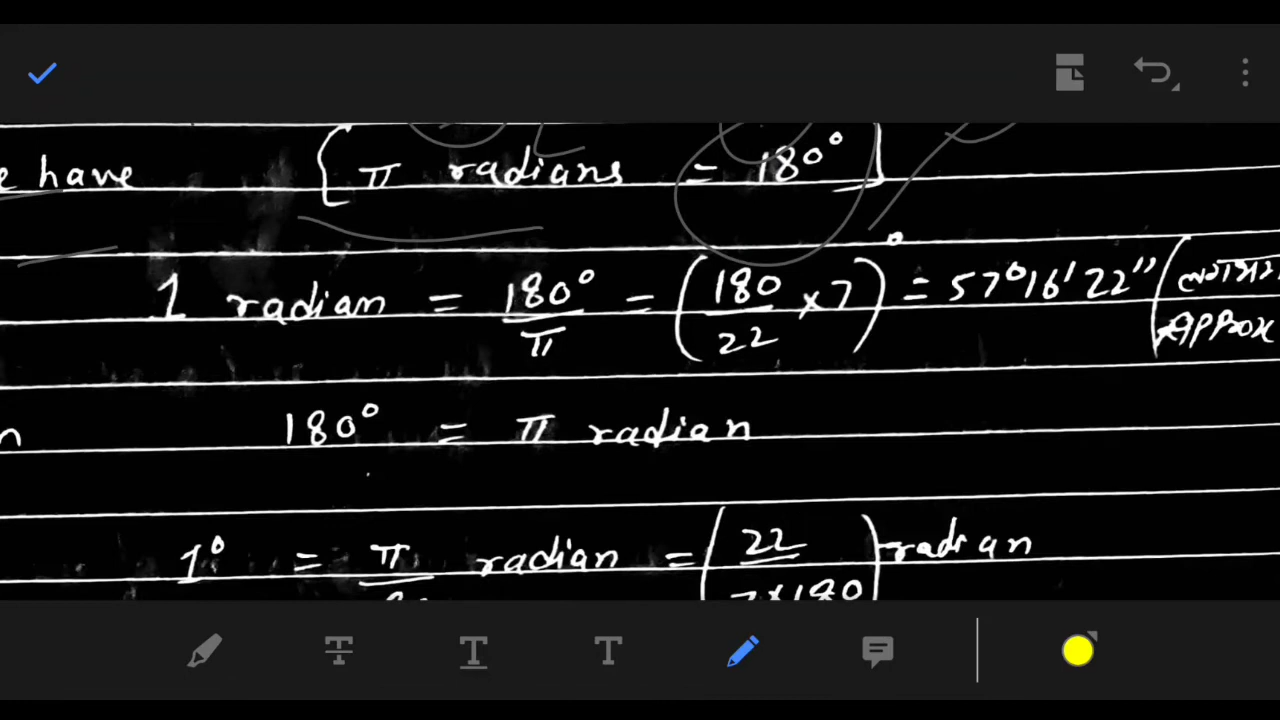 e have [π radians = 180°]
1 radian = 180°/π = (180/22 × 7)° = 57°16'22" (Approx
n 180° = π radian
1° = π/ radian = (22/7×180) radian